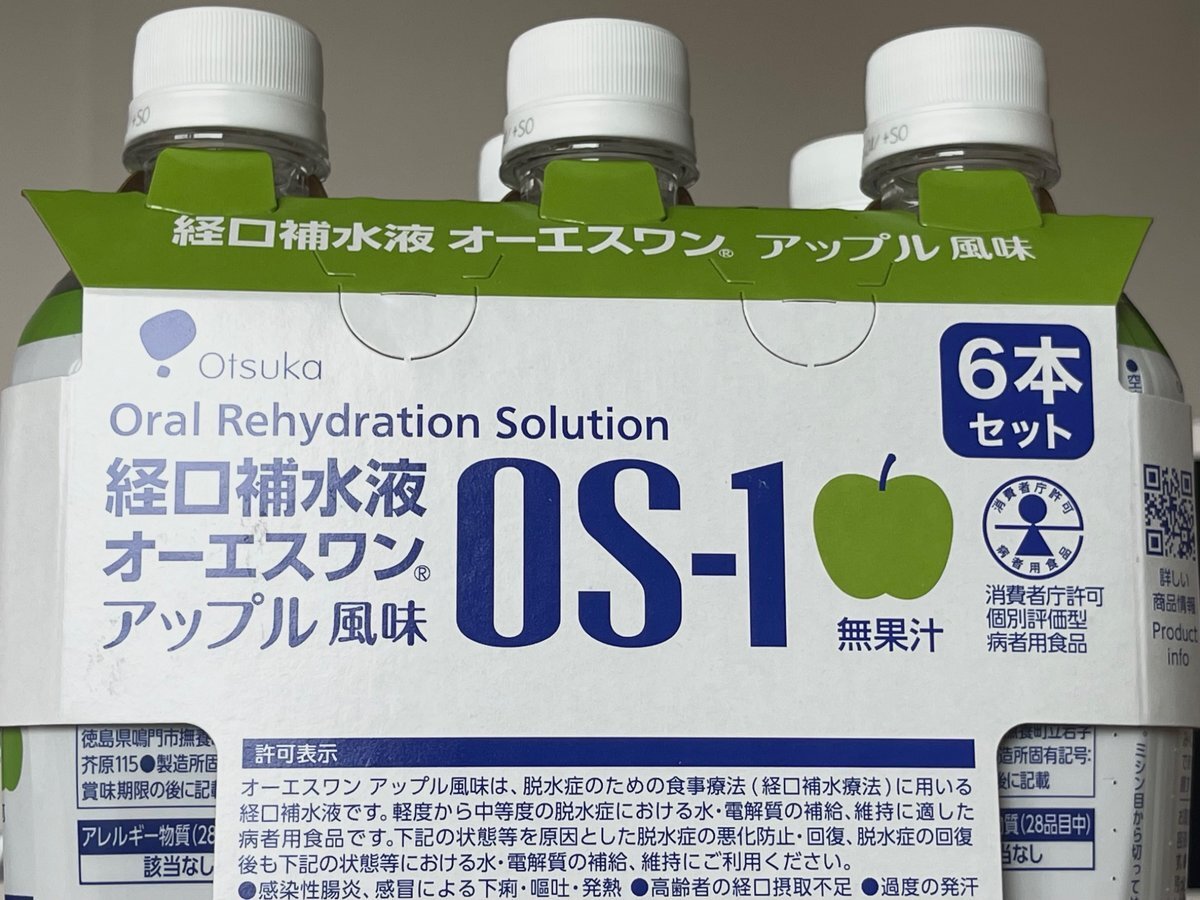 経口補水液 オーエスワン® アップル風味
Otsuka
6本
セット
Oral Rehydration Solution
経口補水液
オーエスワン®
アップル風味
OS-1
無果汁
消費者庁許可
病者用食品
消費者庁許可
個別評価型
病者用食品
詳しい
商品情報
Product
info
徳島県鳴門市撫養
芥原115●製造所固
賞味期限の後に記載
アレルギー物質(28
該当なし
許可表示
オーエスワン アップル風味は、脱水症のための食事療法(経口補水療法)に用いる
経口補水液です。軽度から中等度の脱水症における水・電解質の補給、維持に適した
病者用食品です。下記の状態等を原因とした脱水症の悪化防止・回復、脱水症の回復
後も下記の状態等における水・電解質の補給、維持にご利用ください。
●感染性腸炎、感冒による下痢・嘔吐・発熱 ●高齢者の経口摂取不足 ●過度の発汗
造所固有記号:
後に記載
質(28品目中)
当なし
ミシン目から切って